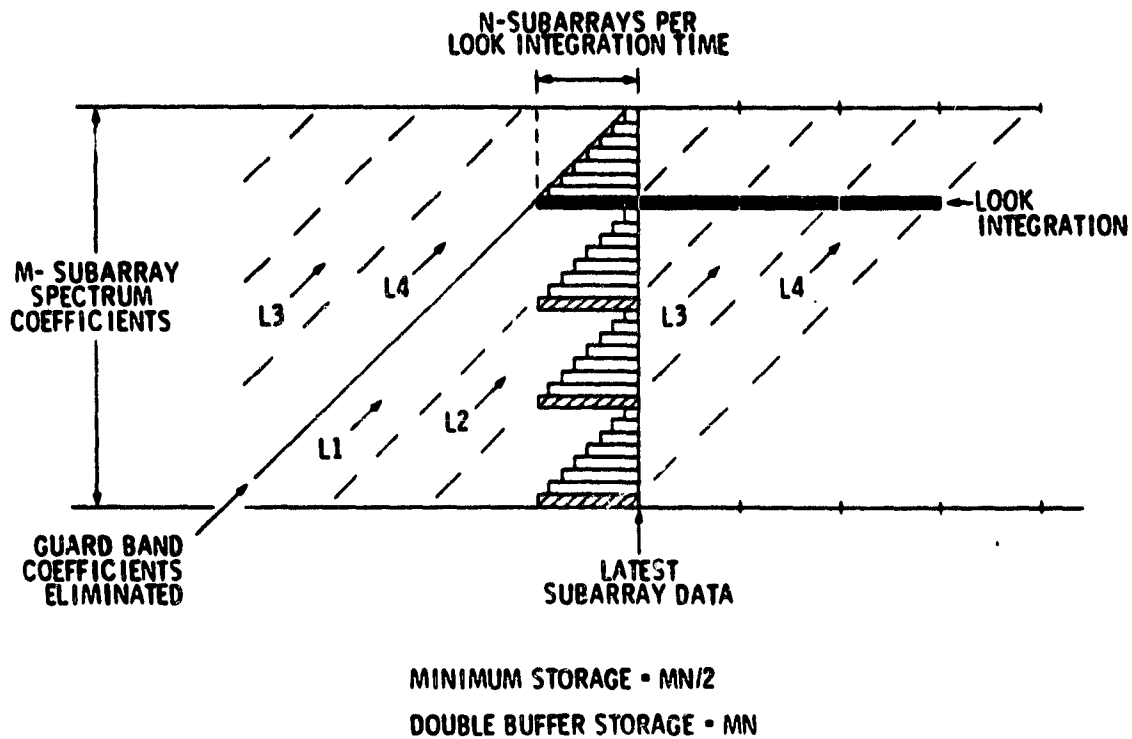 N-SUBARRAYS PER
LOOK INTEGRATION TIME
LOOK
INTEGRATION
M- SUBARRAY
SPECTRUM
COEFFICIENTS
L3
L4
L3
L4
L1
L2
GUARD BAND
COEFFICIENTS
ELIMINATED
LATEST
SUBARRAY DATA
MINIMUM STORAGE = MN/2
DOUBLE BUFFER STORAGE = MN